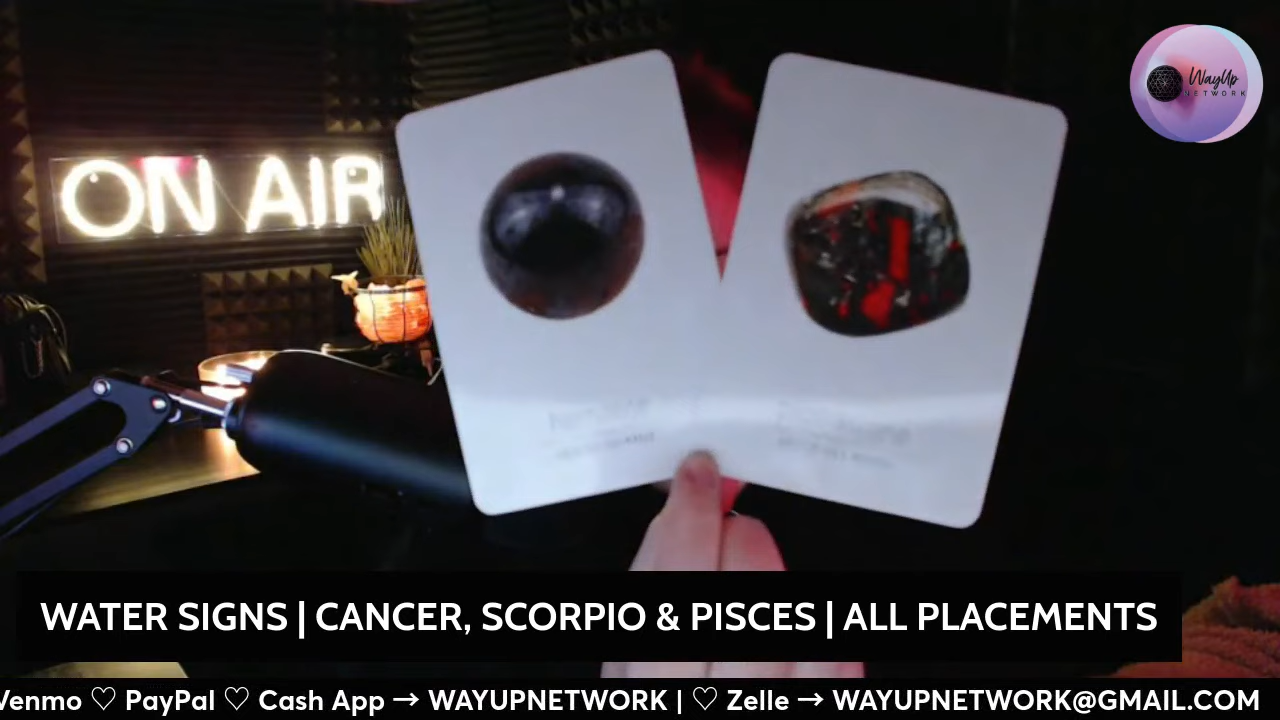 WayUp
NETWORK
ON AIR
WATER SIGNS | CANCER, SCORPIO & PISCES | ALL PLACEMENTS
Venmo ♡ PayPal ♡ Cash App → WAYUPNETWORK | ♡ Zelle → WAYUPNETWORK@GMAIL.COM